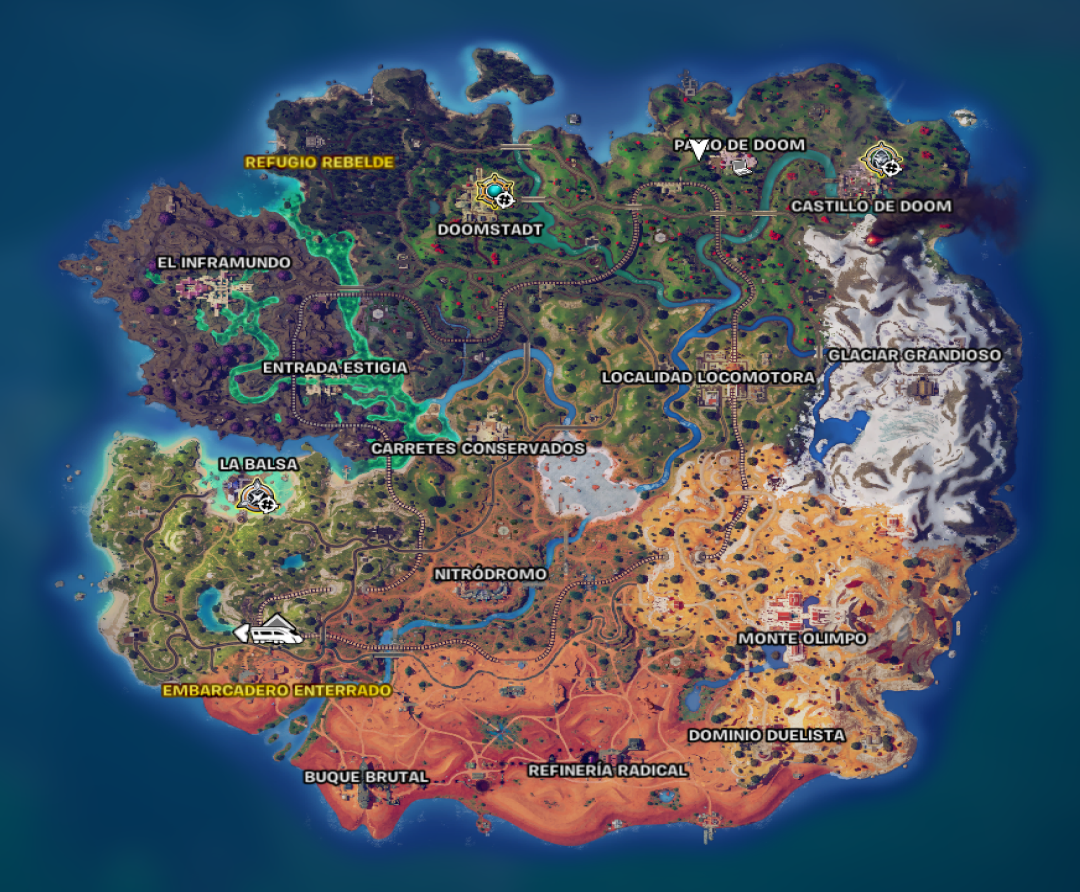 PATIO DE DOOM
REFUGIO REBELDE
CASTILLO DE DOOM
DOOMSTADT
EL INFRAMUNDO
GLACIAR GRANDIOSO
ENTRADA ESTIGIA
LOCALIDAD LOCOMOTORA
CARRETES CONSERVADOS
LA BALSA
NITRÓDROMO
MONTE OLIMPO
EMBARCADERO ENTERRADO
DOMINIO DUELISTA
REFINERÍA RADICAL
BUQUE BRUTAL